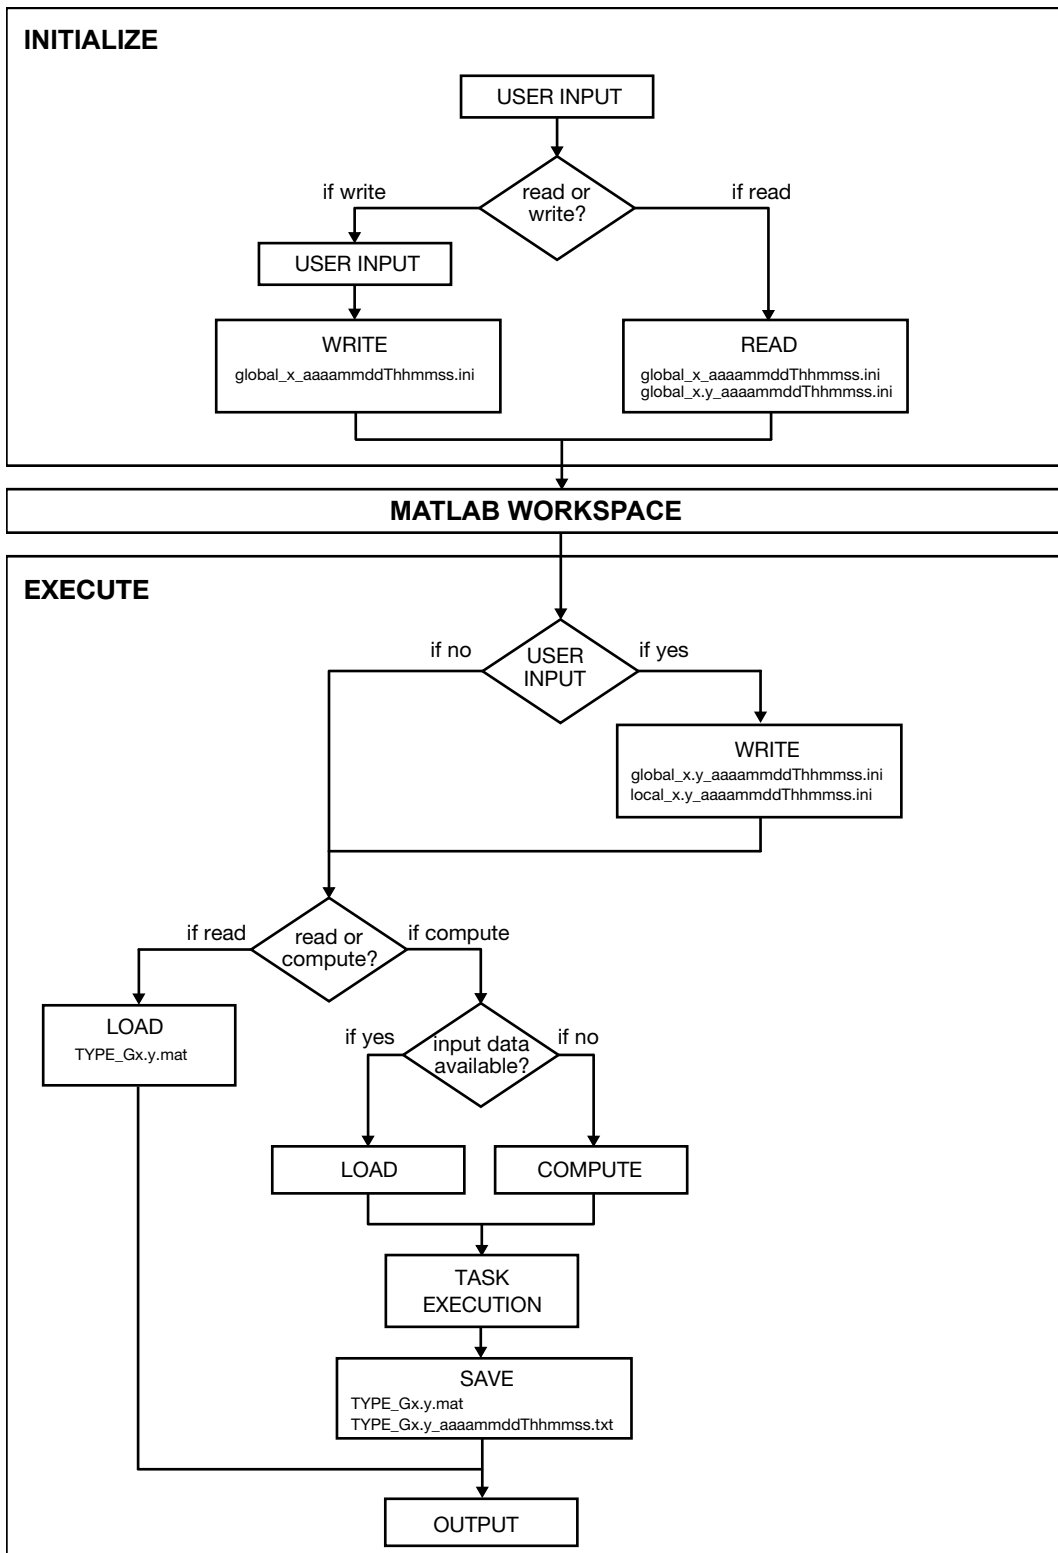 INITIALIZE
USER INPUT
if write
read or
write?
if read
USER INPUT
WRITE
global_x_aaaammddThhmmss.ini
READ
global_x_aaaammddThhmmss.ini
global_x.y_aaaammddThhmmss.ini
MATLAB WORKSPACE
EXECUTE
if no
USER
INPUT
if yes
WRITE
global_x.y_aaaammddThhmmss.ini
local_x.y_aaaammddThhmmss.ini
if read
read or
compute?
if compute
LOAD
TYPE_Gx.y.mat
if yes
input data
available?
if no
LOAD
COMPUTE
TASK
EXECUTION
SAVE
TYPE_Gx.y.mat
TYPE_Gx.y_aaaammddThhmmss.txt
OUTPUT